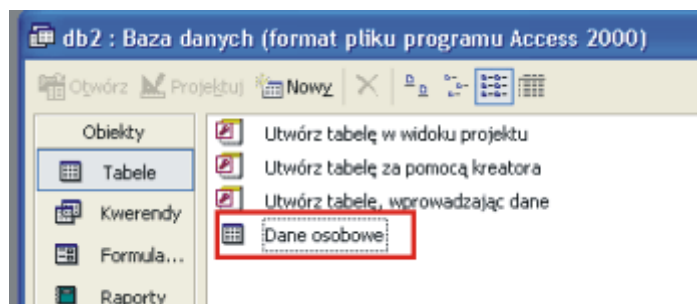 db2 : Baza danych (format pliku programu Access 2000)
Otwórz Projektuj Nowy
Obiekty
Tabele
Kwerendy
Formula...
Raporty
Utwórz tabelę w widoku projektu
Utwórz tabelę za pomocą kreatora
Utwórz tabelę, wprowadzając dane
Dane osobowe